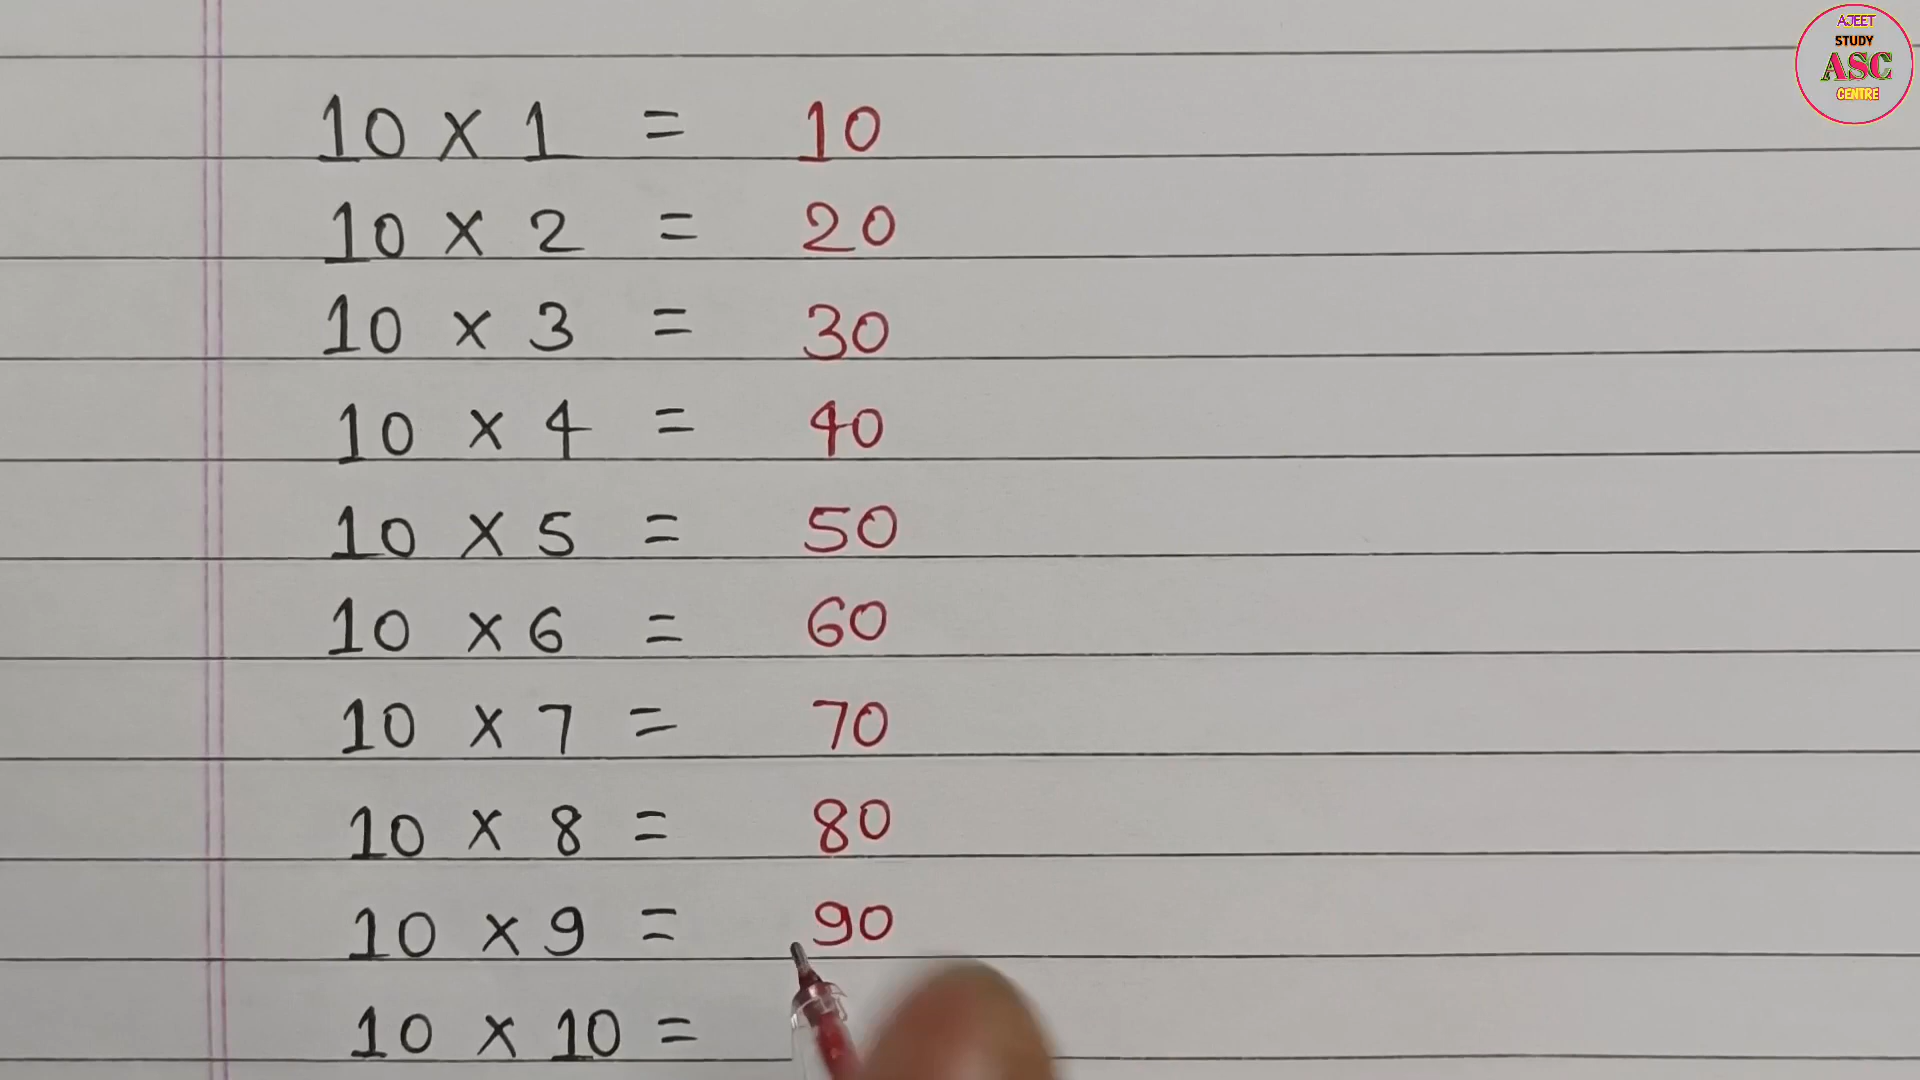 AJEET
STUDY
ASC
CENTRE
10 × 1 = 10
10 × 2 = 20
10 × 3 = 30
10 × 4 = 40
10 × 5 = 50
10 × 6 = 60
10 × 7 = 70
10 × 8 = 80
10 × 9 = 90
10 × 10 =